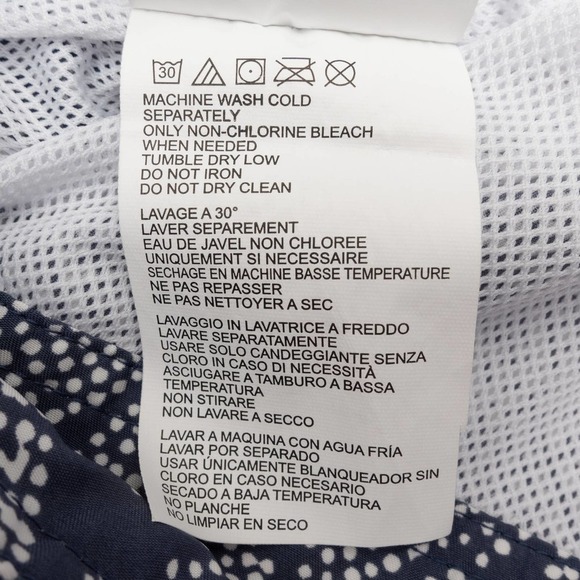 30
MACHINE WASH COLD
SEPARATELY
ONLY NON-CHLORINE BLEACH
WHEN NEEDED
TUMBLE DRY LOW
DO NOT IRON
DO NOT DRY CLEAN
LAVAGE A 30°
LAVER SEPAREMENT
EAU DE JAVEL NON CHLOREE
UNIQUEMENT SI NECESSAIRE
SECHAGE EN MACHINE BASSE TEMPERATURE
NE PAS REPASSER
NE PAS NETTOYER A SEC
LAVAGGIO IN LAVATRICE A FREDDO
LAVARE SEPARATAMENTE
USARE SOLO CANDEGGIANTE SENZA
CLORO IN CASO DI NECESSITÀ
ASCIUGARE A TAMBURO A BASSA
TEMPERATURA
NON STIRARE
NON LAVARE A SECCO
LAVAR A MAQUINA CON AGUA FRÍA
LAVAR POR SEPARADO
USAR ÚNICAMENTE BLANQUEADOR SIN
CLORO EN CASO NECESARIO
SECADO A BAJA TEMPERATURA
NO PLANCHE
NO LIMPIAR EN SECO